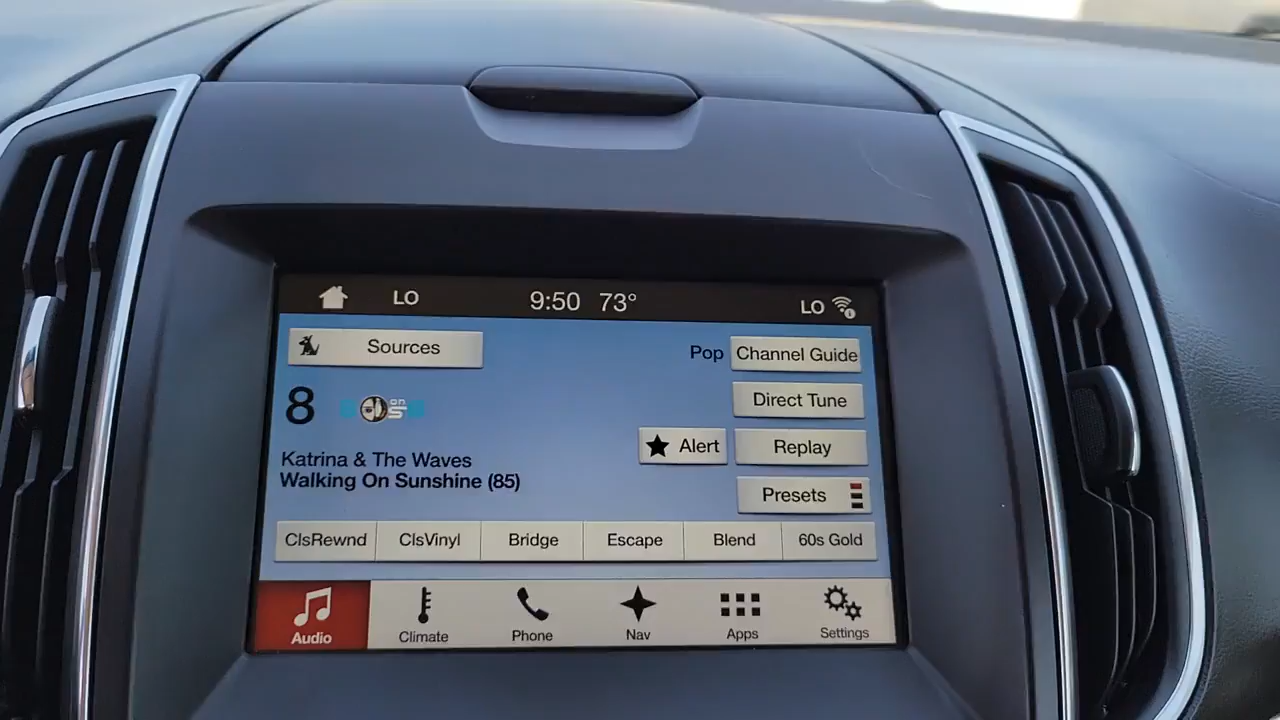 LO 9:50 73° LO
Sources
Pop Channel Guide
8 on
Direct Tune
Alert Replay
Katrina & The Waves
Walking On Sunshine (85)
Presets
ClsRewnd ClsVinyl Bridge Escape Blend 60s Gold
Audio Climate Phone Nav Apps Settings